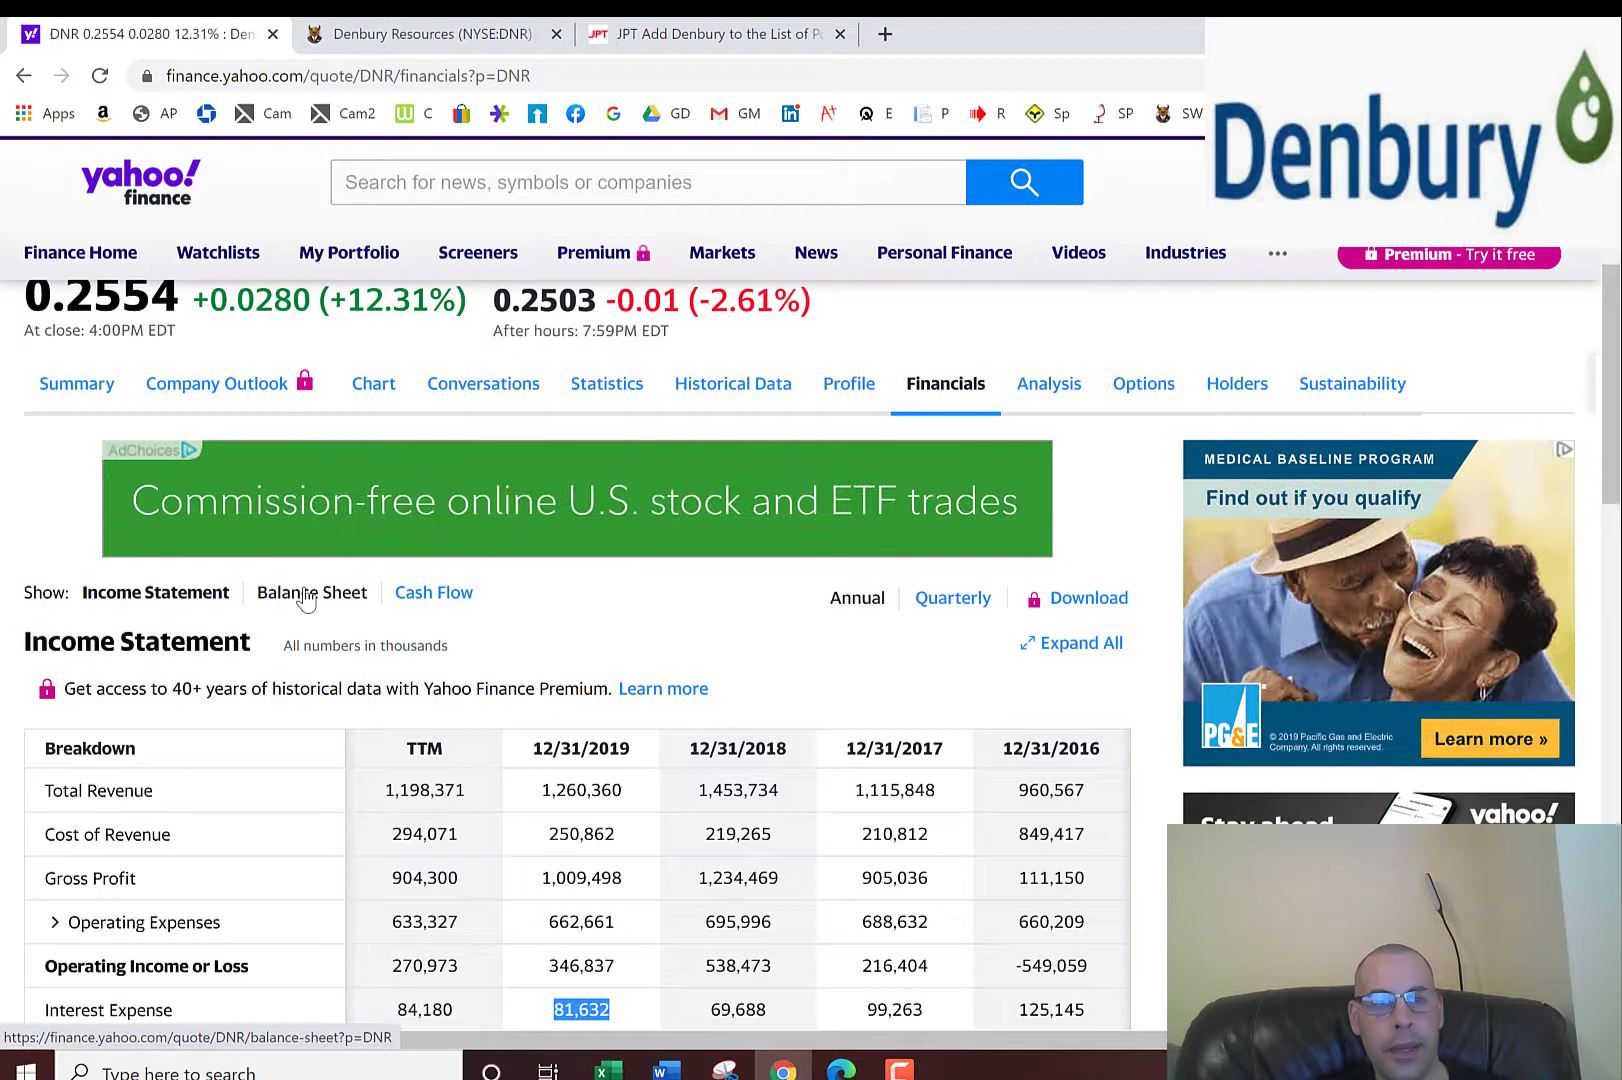 DNR 0.2554 0.0280 12.31% : Den
Denbury Resources (NYSE:DNR)
JPT Add Denbury to the List of P
finance.yahoo.com/quote/DNR/financials?p=DNR
Apps AP Cam Cam2 C GD GM E P R Sp SP SW
Denbury
yahoo!
finance
Search for news, symbols or companies
Finance Home Watchlists My Portfolio Screeners Premium Markets News Personal Finance Videos Industries ... Premium - Try it free
0.2554 +0.0280 (+12.31%) 0.2503 -0.01 (-2.61%)
At close: 4:00PM EDT After hours: 7:59PM EDT
Summary Company Outlook Chart Conversations Statistics Historical Data Profile Financials Analysis Options Holders Sustainability
AdChoices
Commission-free online U.S. stock and ETF trades
MEDICAL BASELINE PROGRAM
Find out if you qualify
PG&E
© 2019 Pacific Gas and Electric
Company. All rights reserved.
Learn more »
Show: Income Statement Balance Sheet Cash Flow Annual Quarterly Download
Income Statement All numbers in thousands Expand All
Get access to 40+ years of historical data with Yahoo Finance Premium. Learn more
Breakdown TTM 12/31/2019 12/31/2018 12/31/2017 12/31/2016
Total Revenue 1,198,371 1,260,360 1,453,734 1,115,848 960,567
Cost of Revenue 294,071 250,862 219,265 210,812 849,417
Gross Profit 904,300 1,009,498 1,234,469 905,036 111,150
> Operating Expenses 633,327 662,661 695,996 688,632 660,209
Operating Income or Loss 270,973 346,837 538,473 216,404 -549,059
Interest Expense 84,180 81,632 69,688 99,263 125,145
Stay ahead
yahoo!
https://finance.yahoo.com/quote/DNR/balance-sheet?p=DNR
Type here to search